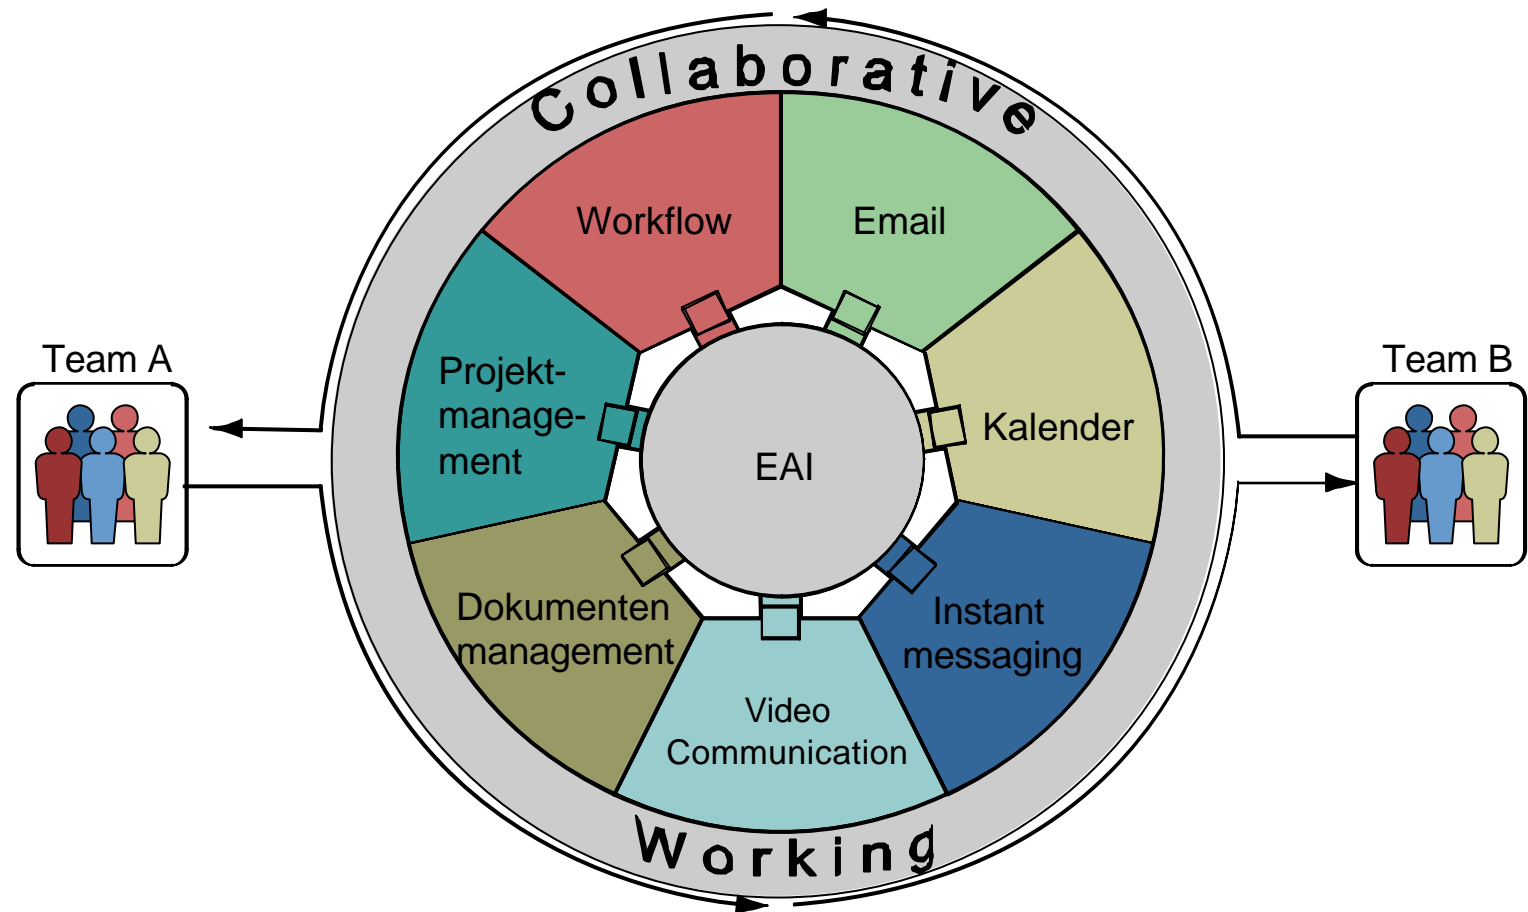 Collaborative
Workflow
Email
Team A
Projekt-
manage-
ment
EAI
Kalender
Team B
Dokumenten
management
Instant
messaging
Video
Communication
Working